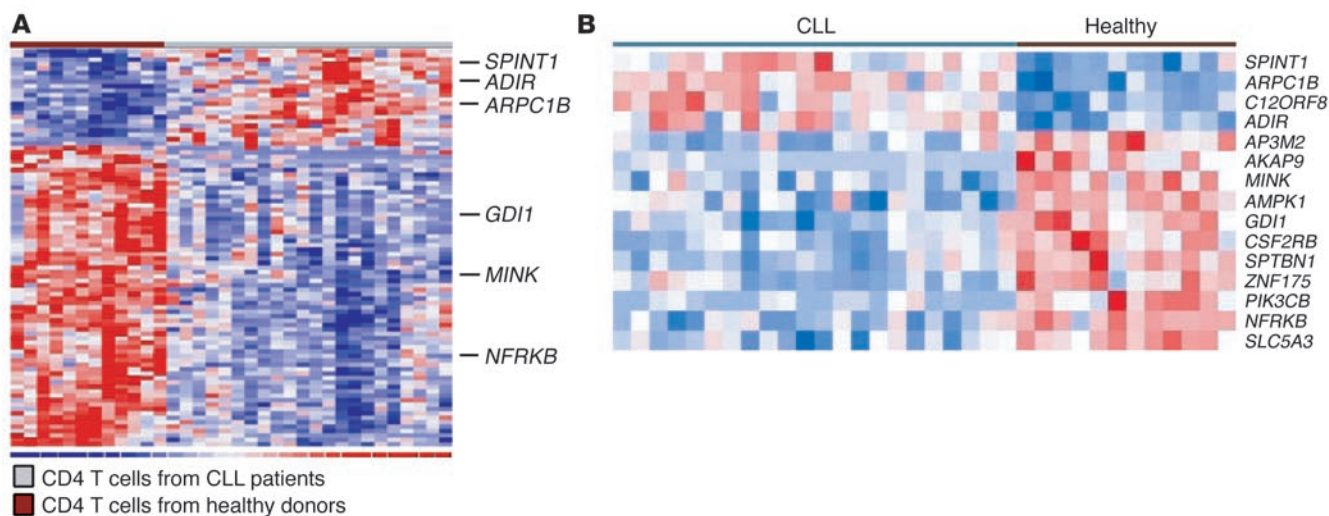 A
SPINT1
ADIR
ARPC1B
GDI1
MINK
NFRKB
CD4 T cells from CLL patients
CD4 T cells from healthy donors
B
CLL Healthy
SPINT1
ARPC1B
C12ORF8
ADIR
AP3M2
AKAP9
MINK
AMPK1
GDI1
CSF2RB
SPTBN1
ZNF175
PIK3CB
NFRKB
SLC5A3